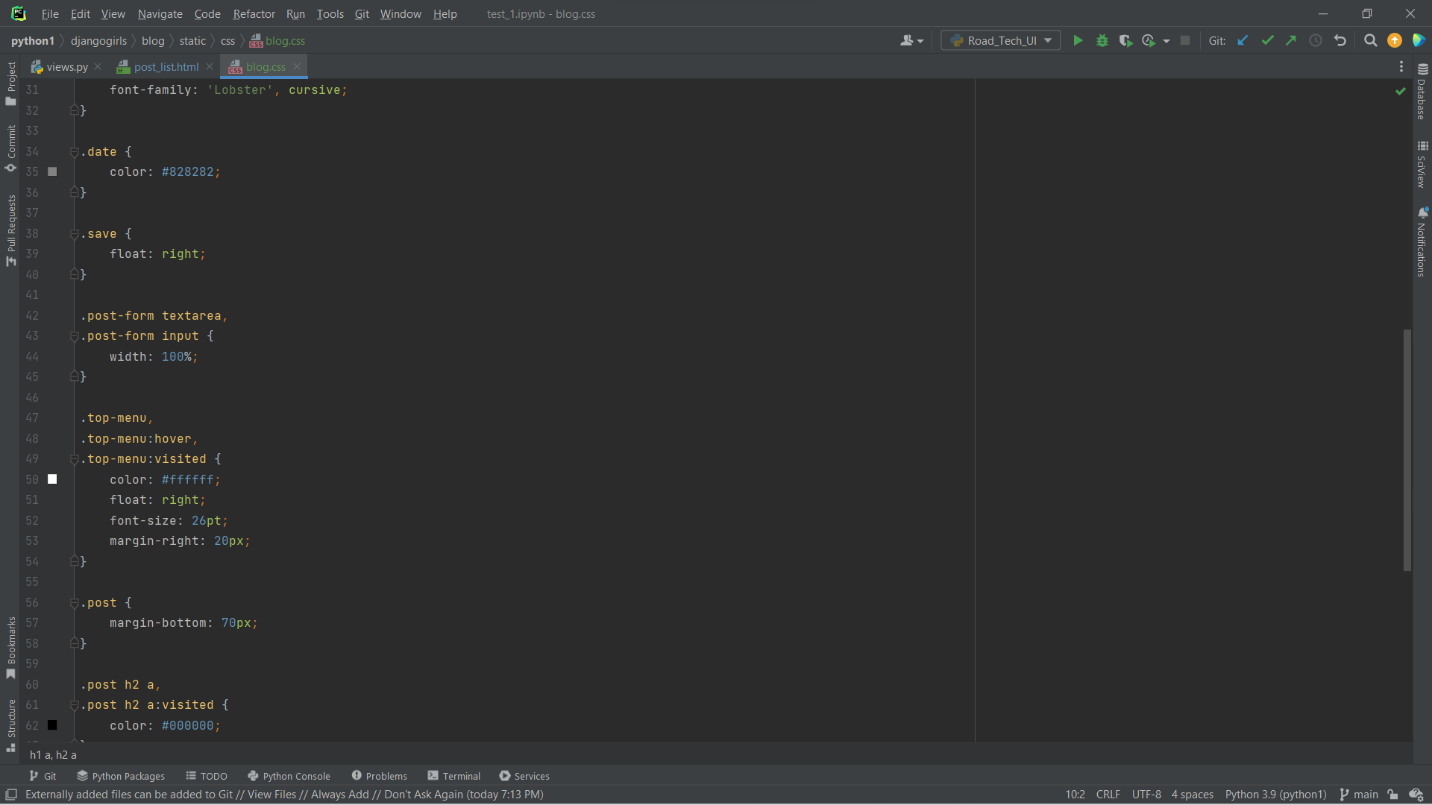 File Edit View Navigate Code Refactor Run Tools Git Window Help test_1.ipynb - blog.css
python1 djangogirls blog static css blog.css Road_Tech_UI Git:
views.py post_list.html blog.css
Project
Commit
Pull Requests
Bookmarks
Structure
31 font-family: 'Lobster', cursive;
32 }
33
34 .date {
35 color: #828282;
36 }
37
38 .save {
39 float: right;
40 }
41
42 .post-form textarea,
43 .post-form input {
44 width: 100%;
45 }
46
47 .top-menu,
48 .top-menu:hover,
49 .top-menu:visited {
50 color: #ffffff;
51 float: right;
52 font-size: 26pt;
53 margin-right: 20px;
54 }
55
56 .post {
57 margin-bottom: 70px;
58 }
59
60 .post h2 a,
61 .post h2 a:visited {
62 color: #000000;
Database
SciView
Notifications
h1 a, h2 a
Git Python Packages TODO Python Console Problems Terminal Services
Externally added files can be added to Git // View Files // Always Add // Don't Ask Again (today 7:13 PM) 10:2 CRLF UTF-8 4 spaces Python 3.9 (python1) main